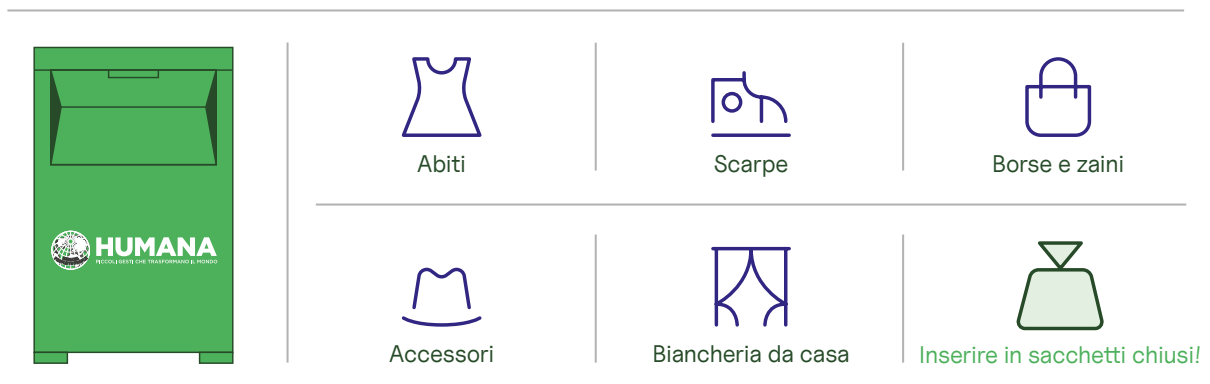 HUMANA
PICCOLI GESTI CHE TRASFORMANO IL MONDO
Abiti
Scarpe
Borse e zaini
Accessori
Biancheria da casa
Inserire in sacchetti chiusi!